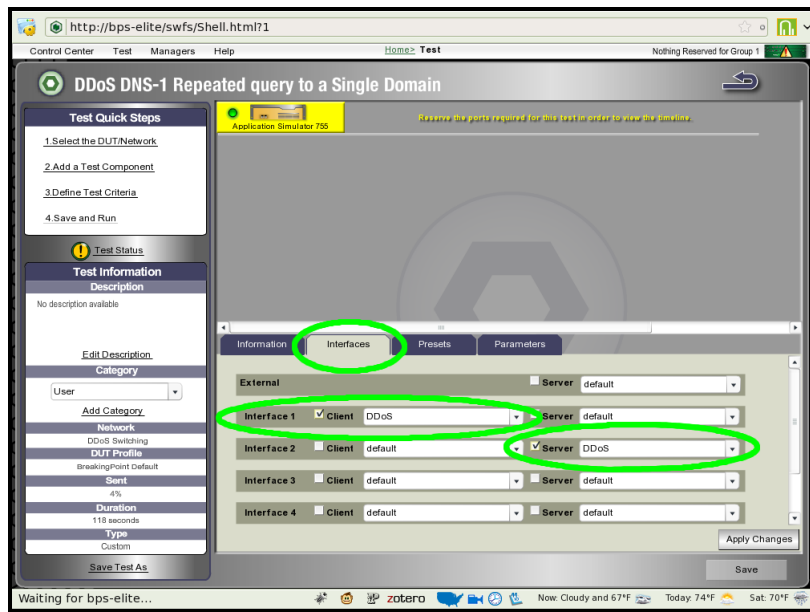 http://bps-elite/swfs/Shell.html?1
Control Center Test Managers Help Home> Test Nothing Reserved for Group 1
DDoS DNS-1 Repeated query to a Single Domain
Test Quick Steps
1.Select the DUT/Network
2.Add a Test Component
3.Define Test Criteria
4.Save and Run
Test Status
Test Information
Description
No description available
Edit Description
Category
User
Add Category
Network
DDoS Switching
DUT Profile
BreakingPoint Default
Sent
4%
Duration
118 seconds
Type
Custom
Save Test As
Application Simulator 755
Reserve the ports required for this test in order to view the timeline.
Information Interfaces Presets Parameters
External Server default
Interface 1 Client DDoS Server default
Interface 2 Client default Server DDoS
Interface 3 Client default Server default
Interface 4 Client default Server default
Apply Changes
Save
Waiting for bps-elite... zotero Now: Cloudy and 67°F Today: 74°F Sat: 70°F